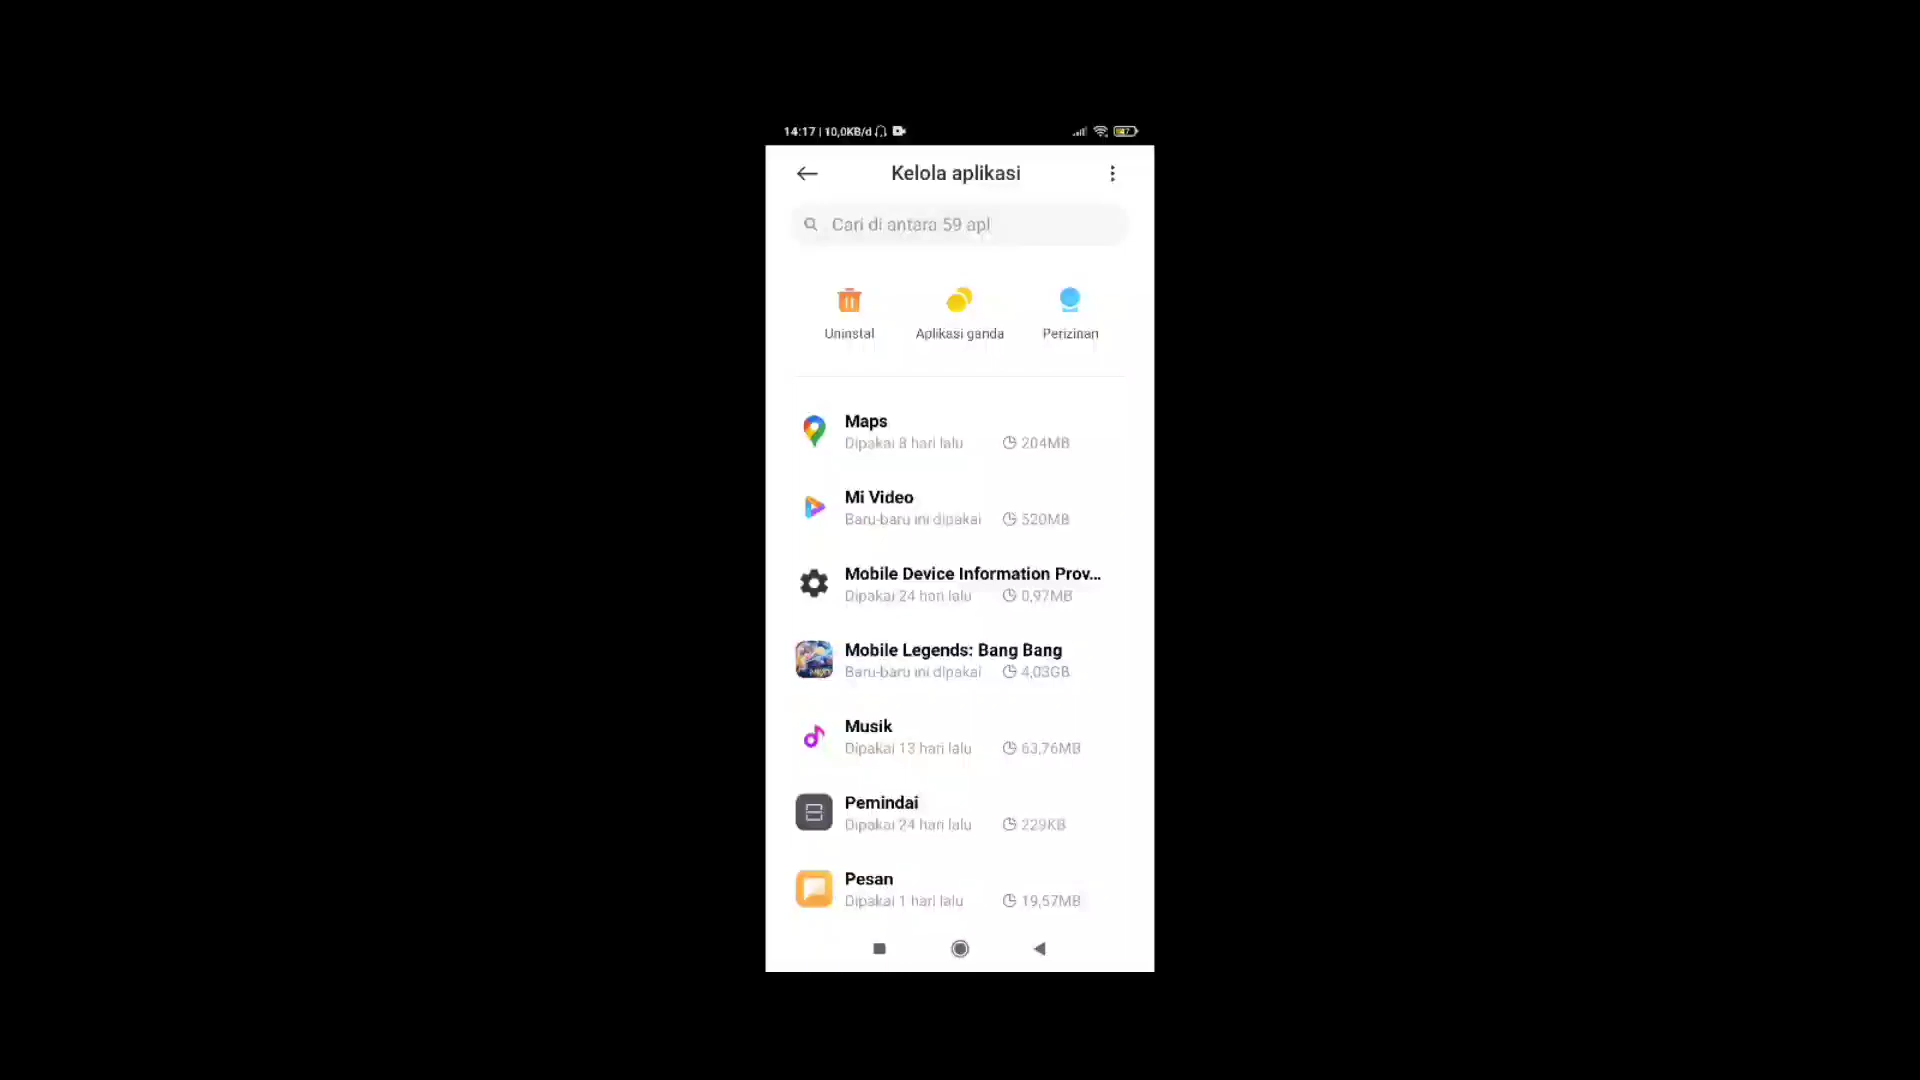 14:17 | 10,0KB/d
47
Kelola aplikasi
Cari di antara 59 apl
Uninstal
Aplikasi ganda
Perizinan
Maps
Dipakai 8 hari lalu 204MB
Mi Video
Baru-baru ini dipakai 520MB
Mobile Device Information Prov...
Dipakai 24 hari lalu 0,97MB
Mobile Legends: Bang Bang
Baru-baru ini dipakai 4,03GB
Musik
Dipakai 13 hari lalu 63,76MB
Pemindai
Dipakai 24 hari lalu 229KB
Pesan
Dipakai 1 hari lalu 19,57MB